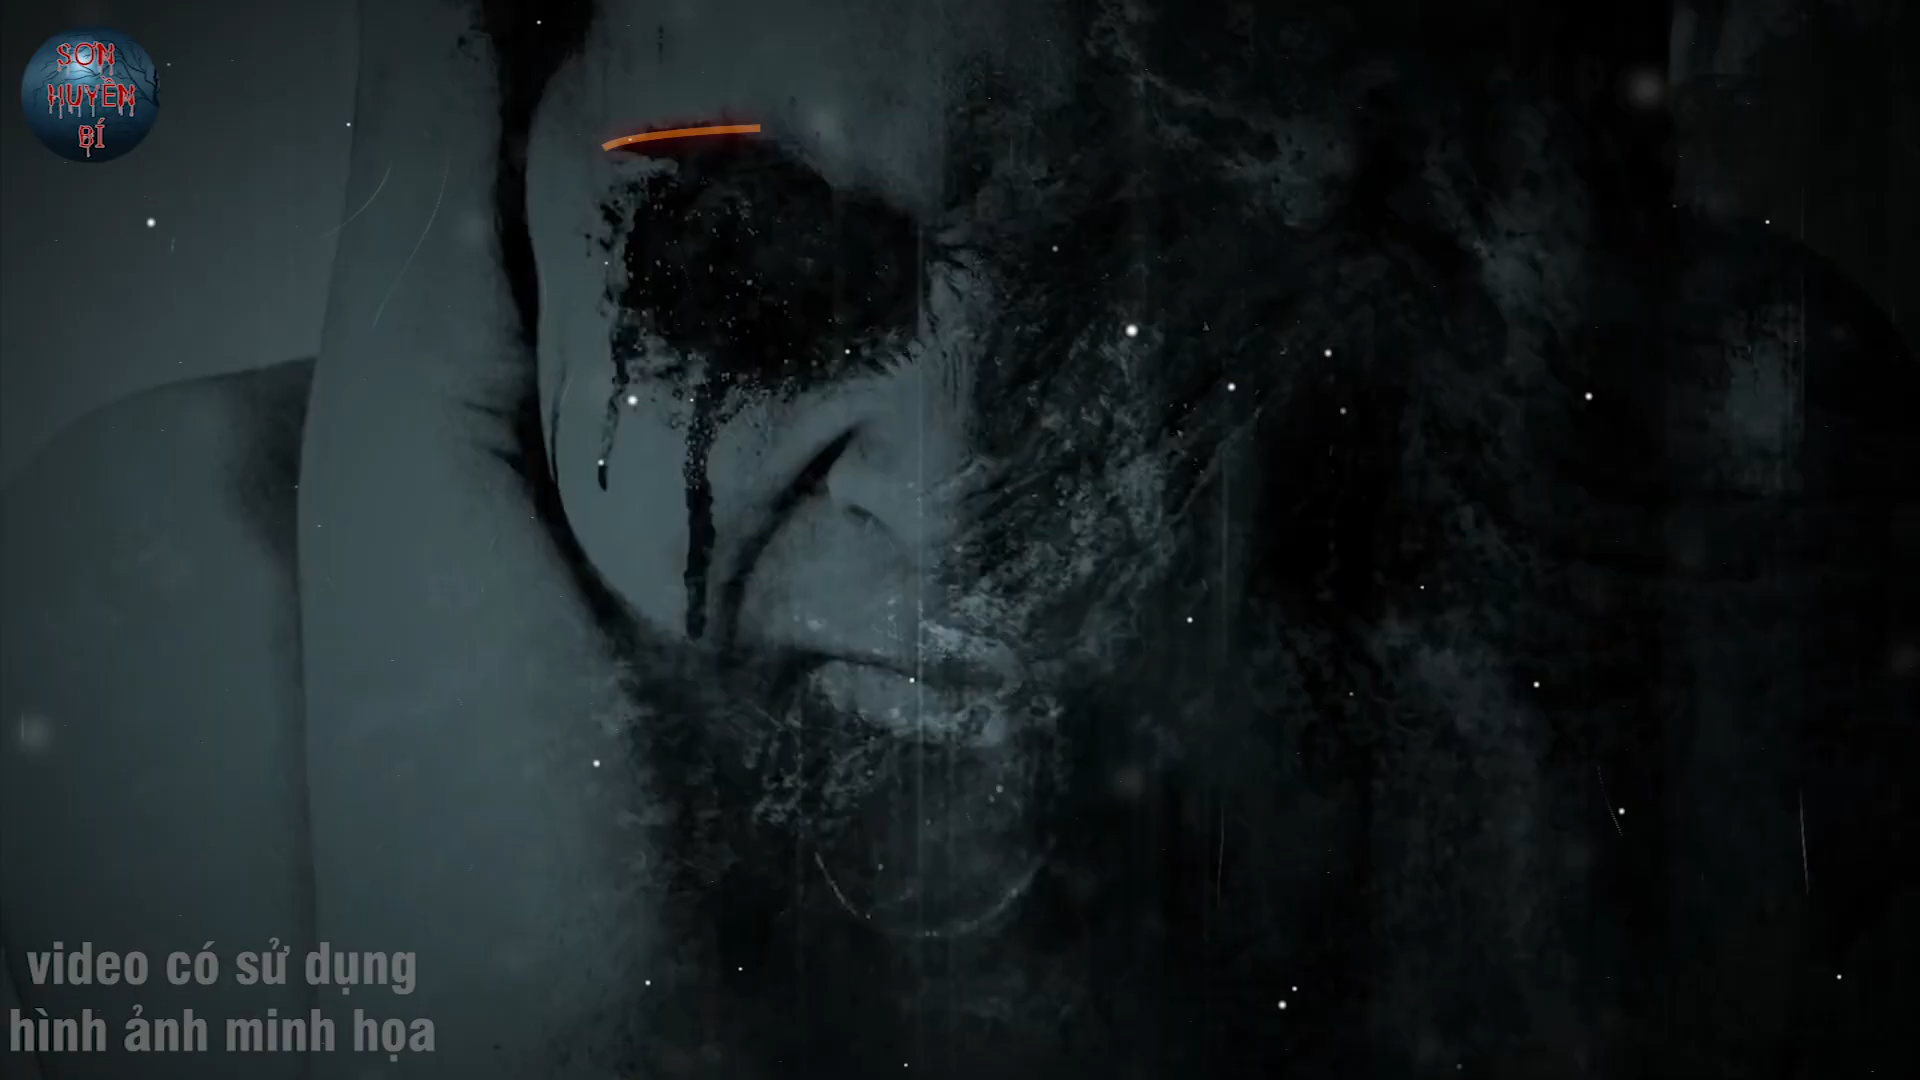 SƠN
HUYỀN
BÍ
video có sử dụng
hình ảnh minh họa